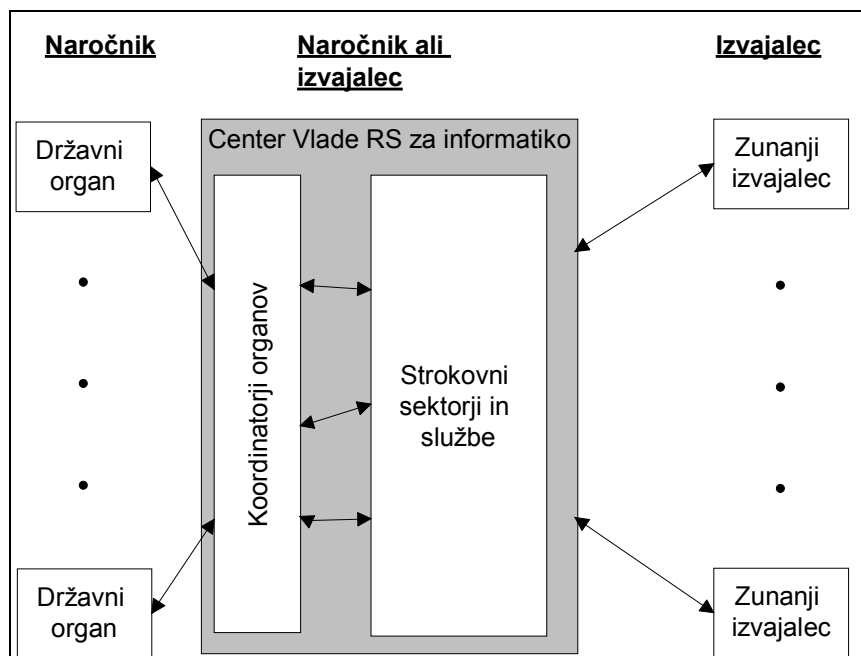 Naročnik
Naročnik ali
izvajalec
Izvajalec
Center Vlade RS za informatiko
Državni
organ
Zunanji
izvajalec
Koordinatorji organov
Strokovni
sektorji in
službe
Državni
organ
Zunanji
izvajalec